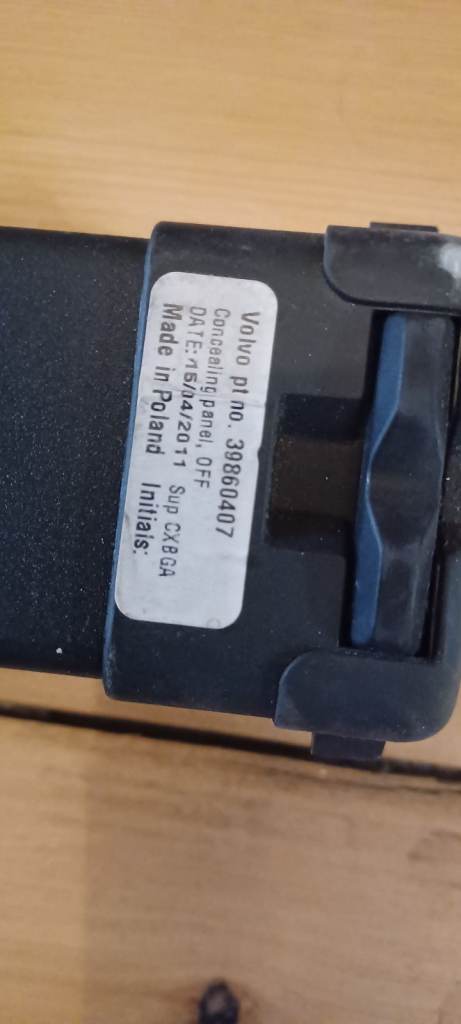 Volvo pt no. 39860407
Concealing panel, OFF
DATE:15/04/2011 Sup CXBGA
Made in Poland Initials: